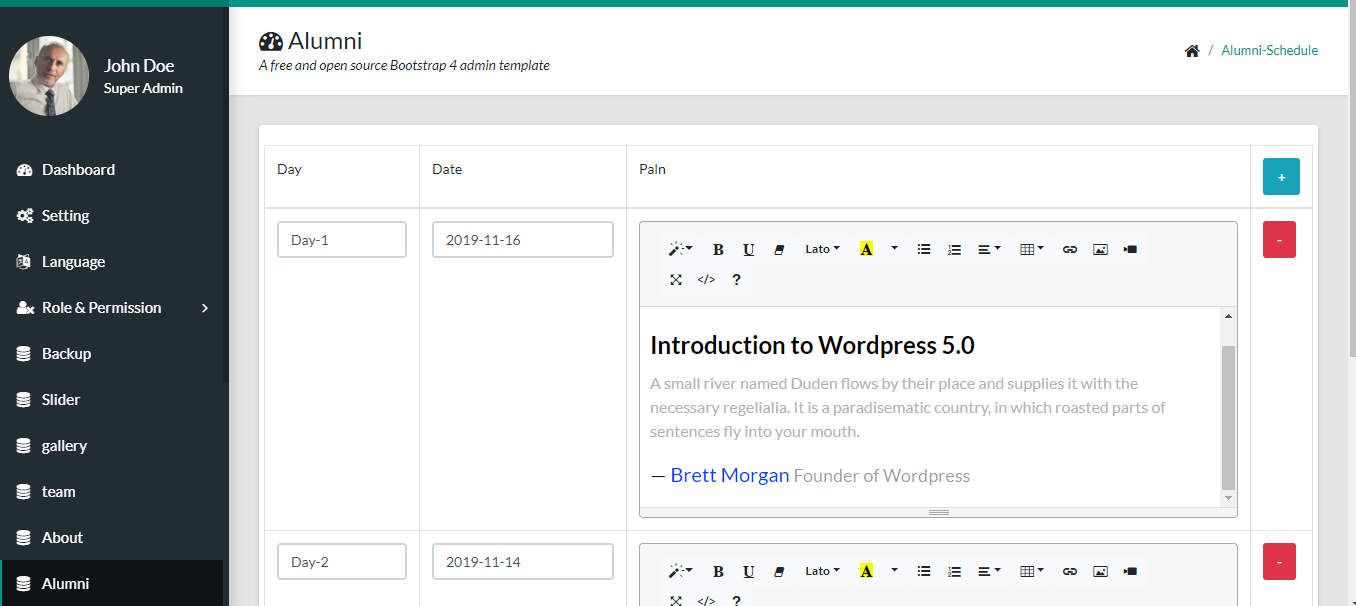 John Doe
Super Admin
Dashboard
Setting
Language
Role & Permission
Backup
Slider
gallery
team
About
Alumni
Alumni
A free and open source Bootstrap 4 admin template
/ Alumni-Schedule
Day Date Paln +
Day-1 2019-11-16 -
B U Lato A
</> ?
Introduction to Wordpress 5.0
A small river named Duden flows by their place and supplies it with the
necessary regelialia. It is a paradisematic country, in which roasted parts of
sentences fly into your mouth.
— Brett Morgan Founder of Wordpress
Day-2 2019-11-14 -
B U Lato A
</> ?